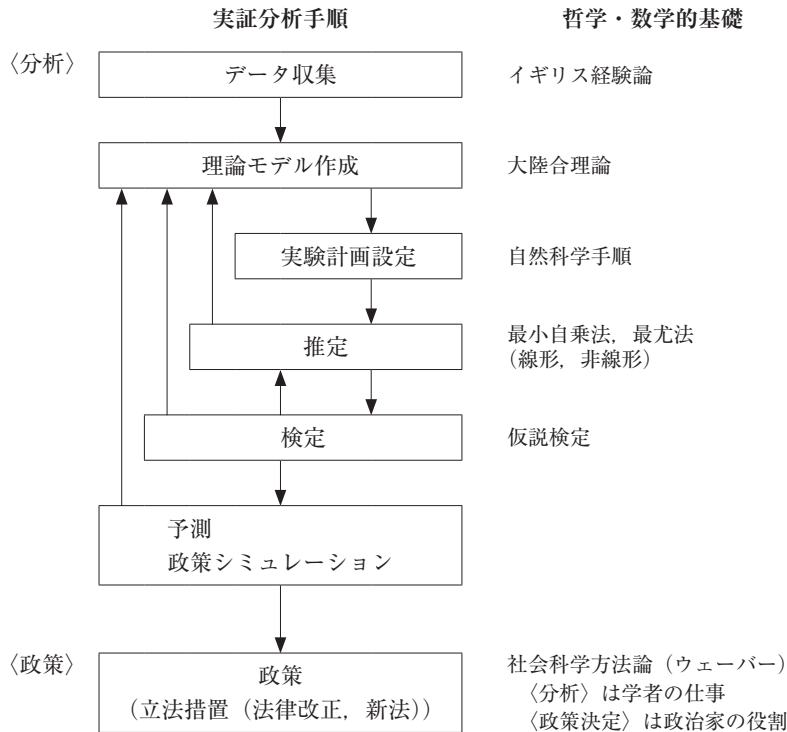 実証分析手順
哲学・数学的基礎
〈分析〉
データ収集
イギリス経験論
理論モデル作成
大陸合理論
実験計画設定
自然科学手順
推定
最小自乗法，最尤法
（線形，非線形）
検定
仮説検定
予測
政策シミュレーション
〈政策〉
政策
（立法措置（法律改正，新法））
社会科学方法論（ウェーバー）
〈分析〉は学者の仕事
〈政策決定〉は政治家の役割